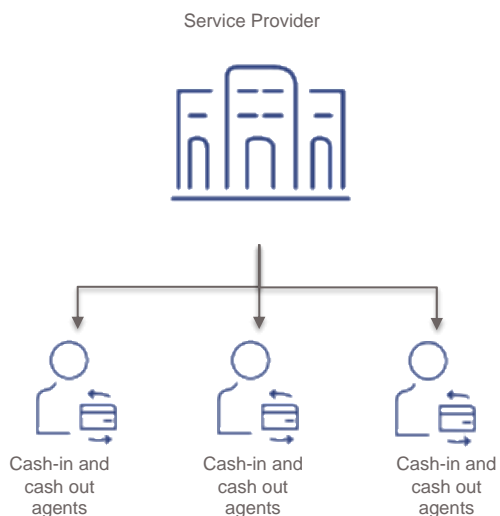 Service Provider
Cash-in and
cash out
agents
Cash-in and
cash out
agents
Cash-in and
cash out
agents